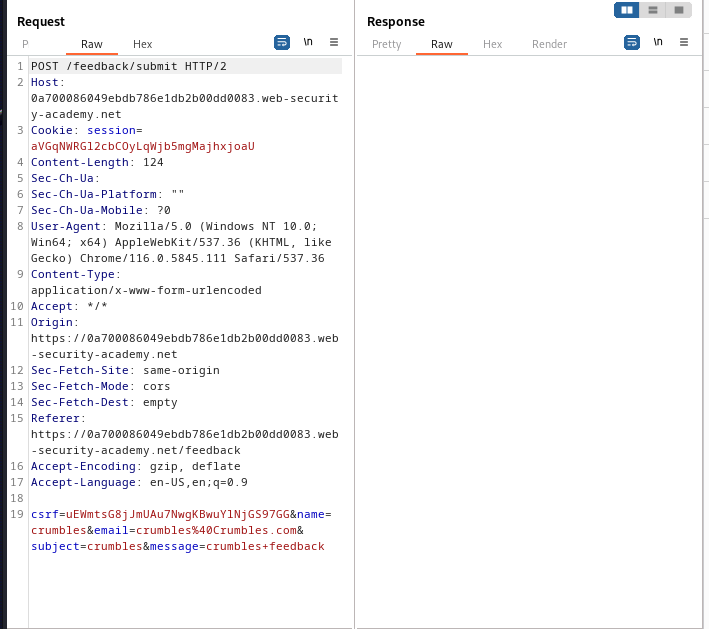 Request
Response
P Raw Hex \n
Pretty Raw Hex Render \n
1 POST /feedback/submit HTTP/2
2 Host:
0a700086049ebdb786e1db2b00dd0083.web-securit
y-academy.net
3 Cookie: session=
aVGqNWRG12cbCOyLqWjb5mgMajhxjoaU
4 Content-Length: 124
5 Sec-Ch-Ua:
6 Sec-Ch-Ua-Platform: ""
7 Sec-Ch-Ua-Mobile: ?0
8 User-Agent: Mozilla/5.0 (Windows NT 10.0;
Win64; x64) AppleWebKit/537.36 (KHTML, like
Gecko) Chrome/116.0.5845.111 Safari/537.36
9 Content-Type:
application/x-www-form-urlencoded
10 Accept: */*
11 Origin:
https://0a700086049ebdb786e1db2b00dd0083.web
-security-academy.net
12 Sec-Fetch-Site: same-origin
13 Sec-Fetch-Mode: cors
14 Sec-Fetch-Dest: empty
15 Referer:
https://0a700086049ebdb786e1db2b00dd0083.web
-security-academy.net/feedback
16 Accept-Encoding: gzip, deflate
17 Accept-Language: en-US,en;q=0.9
18
19 csrf=uEWmtsG8jJmUAu7NwgKBwuYlNjGS97GG&name=
crumbles&email=crumbles%40Crumbles.com&
subject=crumbles&message=crumbles+feedback